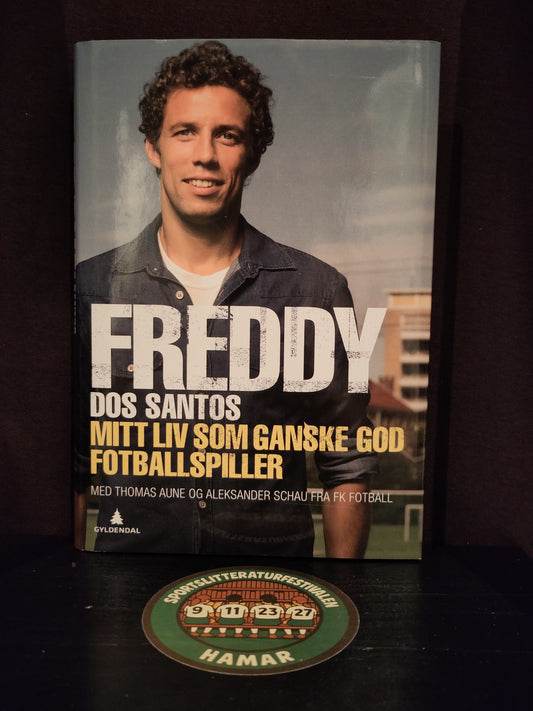 FREDDY
DOS SANTOS
MITT LIV SOM GANSKE GOD
FOTBALLSPILLER
MED THOMAS AUNE OG ALEKSANDER SCHAU FRA FK FOTBALL
GYLDENDAL
SPORTSLITTERATURFESTIVALEN
9 11 23 27
HAMAR